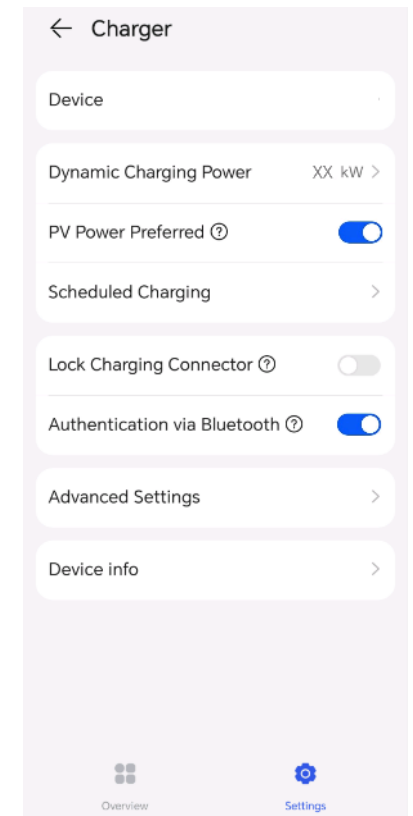 Charger
Device
Dynamic Charging Power XX kW
PV Power Preferred
Scheduled Charging
Lock Charging Connector
Authentication via Bluetooth
Advanced Settings
Device info
Overview Settings